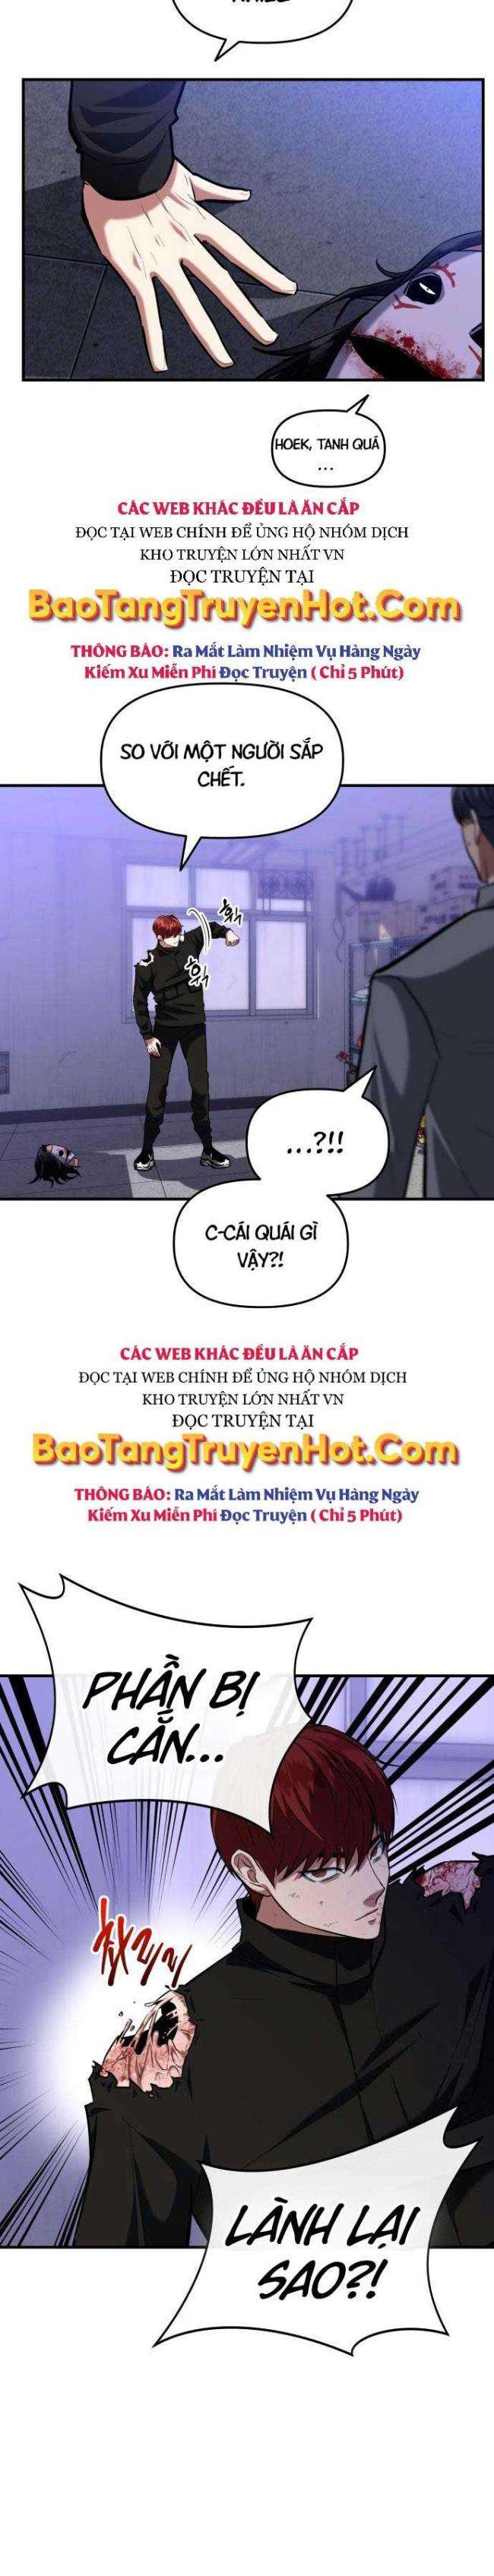 HOEK, TANH QUÁ
...
CÁC WEB KHÁC ĐỀU LÀ ĂN CẮP
ĐỌC TẠI WEB CHÍNH ĐỂ ỦNG HỘ NHÓM DỊCH
KHO TRUYỆN LỚN NHẤT VN
ĐỌC TRUYỆN TẠI
BaoTangTruyenHot.Com
THÔNG BÁO: Ra Mắt Làm Nhiệm Vụ Hàng Ngày
Kiếm Xu Miễn Phí Đọc Truyện ( Chỉ 5 Phút)
SO VỚI MỘT NGƯỜI SẮP
CHẾT.
휙
휙
...?!!
C-CÁI QUÁI GÌ
VẬY?!
CÁC WEB KHÁC ĐỀU LÀ ĂN CẮP
ĐỌC TẠI WEB CHÍNH ĐỂ ỦNG HỘ NHÓM DỊCH
KHO TRUYỆN LỚN NHẤT VN
ĐỌC TRUYỆN TẠI
BaoTangTruyenHot.Com
THÔNG BÁO: Ra Mắt Làm Nhiệm Vụ Hàng Ngày
Kiếm Xu Miễn Phí Đọc Truyện ( Chỉ 5 Phút)
PHẦN BỊ
CẮN...
LÀNH LẠI
SAO?!